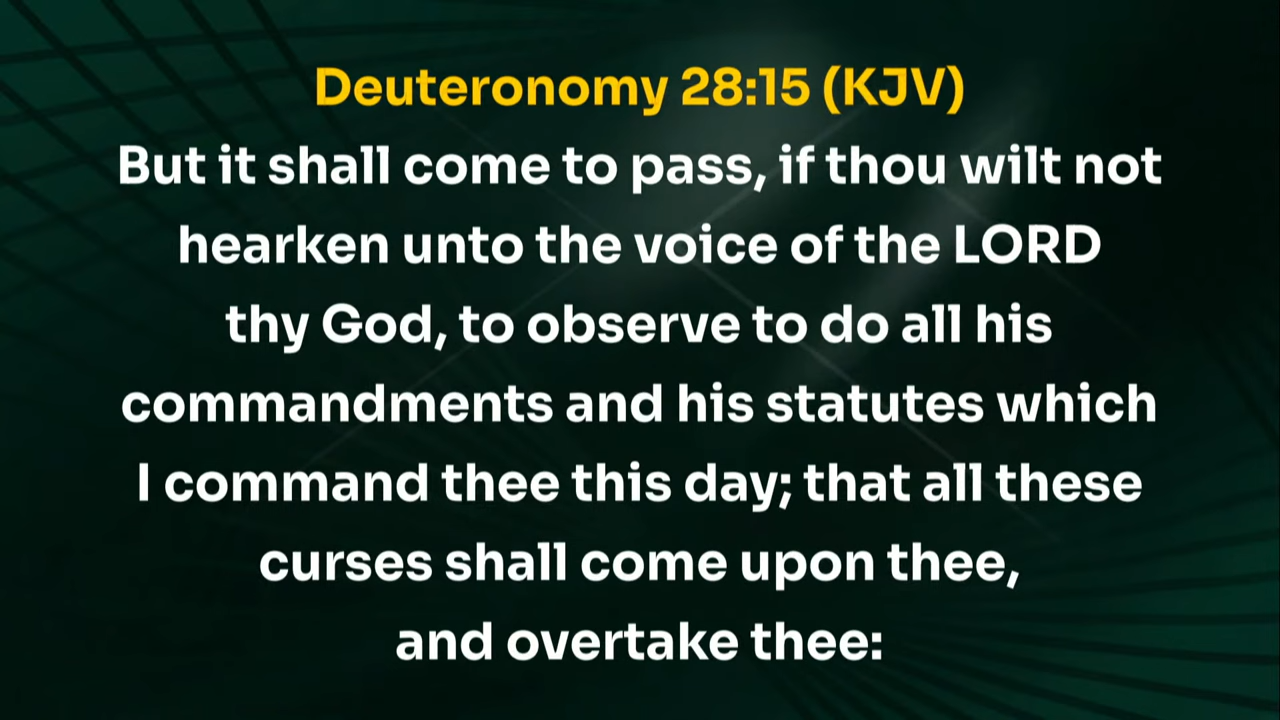 Deuteronomy 28:15 (KJV)
But it shall come to pass, if thou wilt not
hearken unto the voice of the LORD
thy God, to observe to do all his
commandments and his statutes which
I command thee this day; that all these
curses shall come upon thee,
and overtake thee: